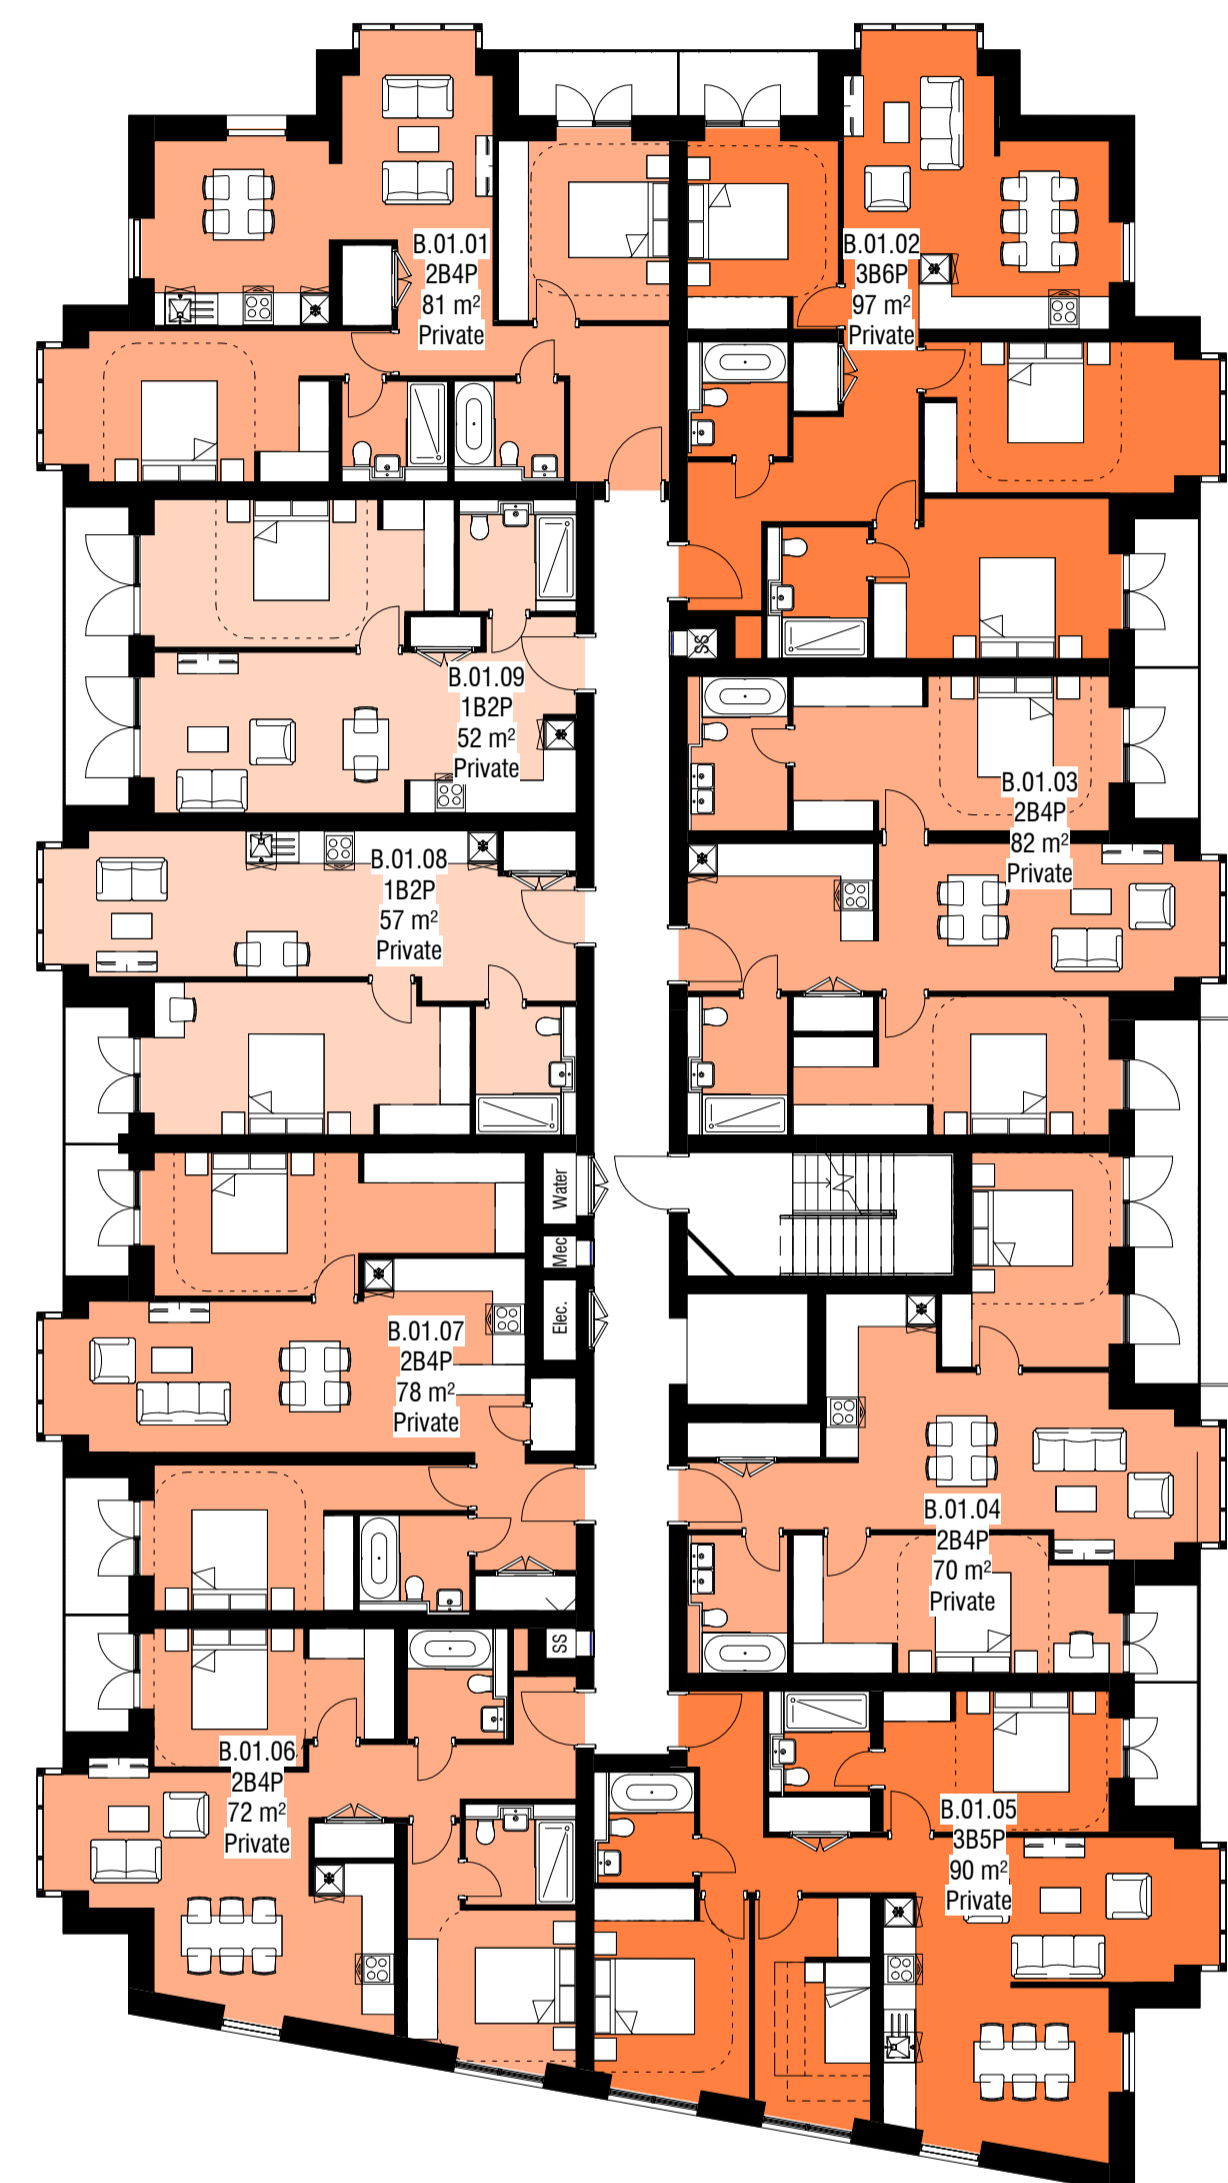 B.01.01
2B4P
81 m²
Private
B.01.02
3B6P
97 m²
Private
SS
B.01.09
1B2P
52 m²
Private
B.01.03
2B4P
82 m²
Private
B.01.08
1B2P
57 m²
Private
Water
Mec
Elec.
B.01.07
2B4P
78 m²
Private
B.01.04
2B4P
70 m²
Private
SS
B.01.06
2B4P
72 m²
Private
B.01.05
3B5P
90 m²
Private